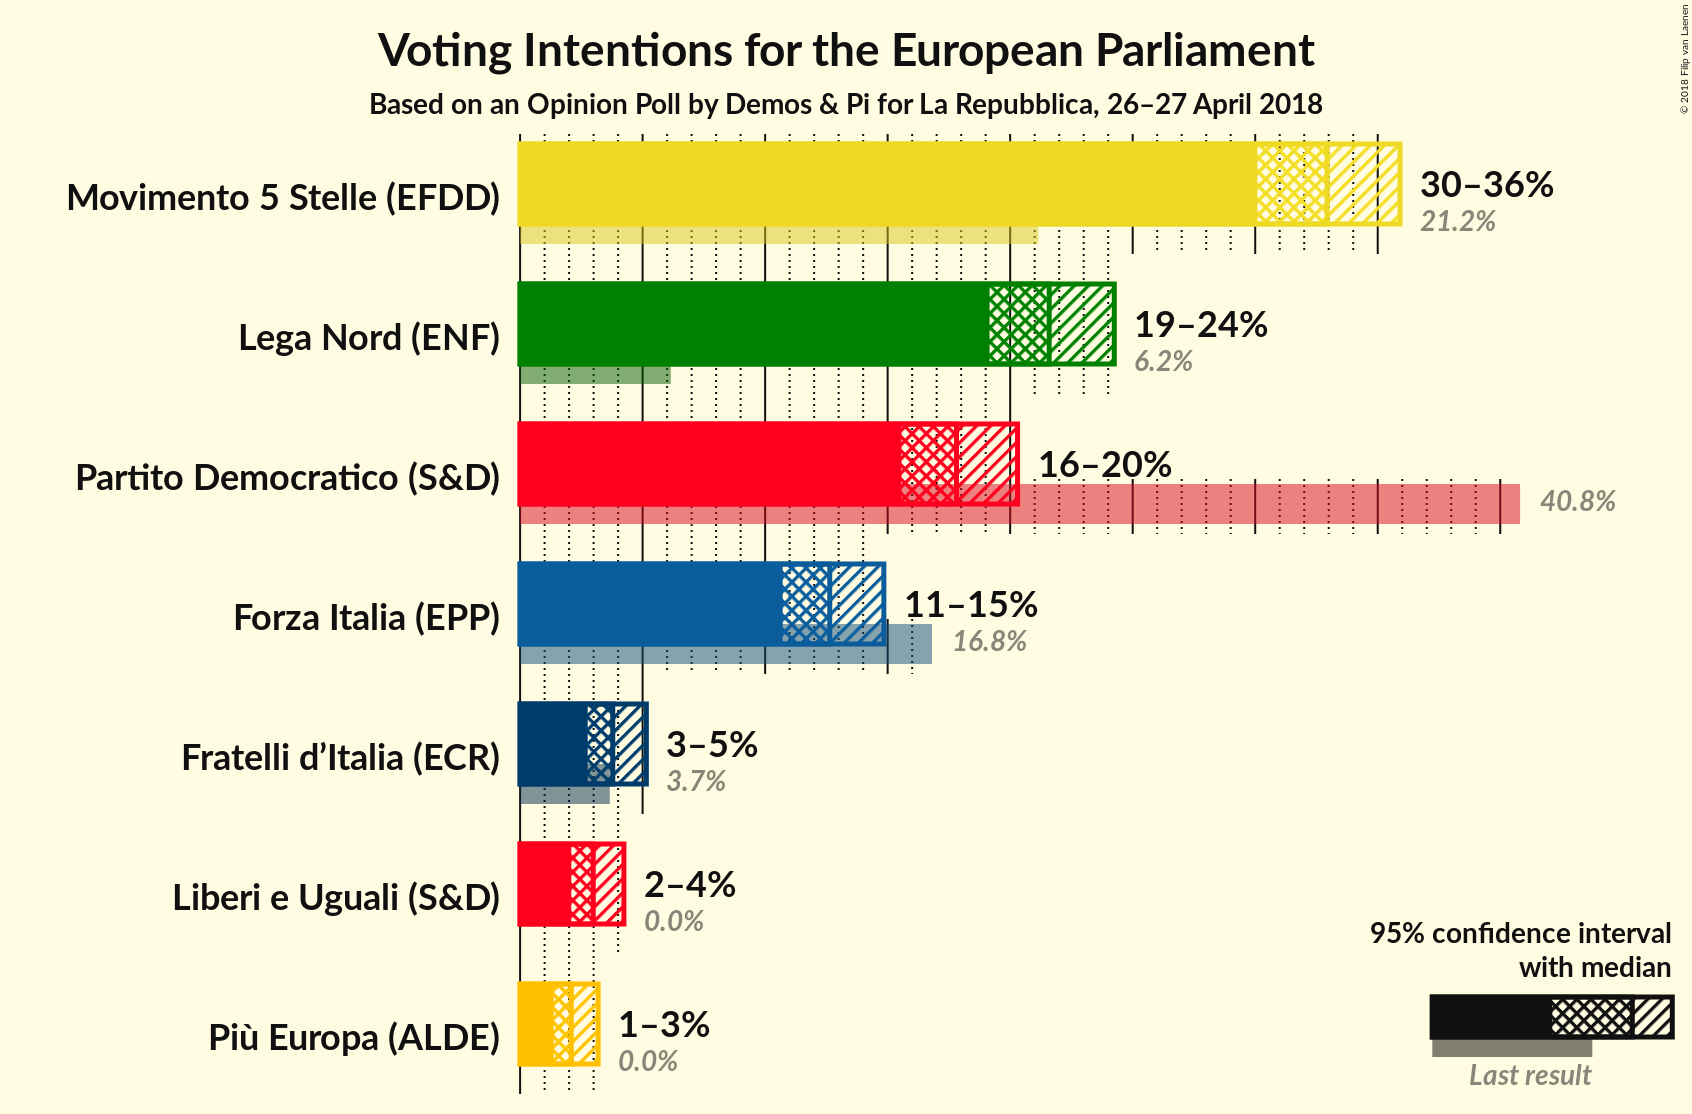 Voting Intentions for the European Parliament
Based on an Opinion Poll by Demos & Pi for La Repubblica, 26–27 April 2018
© 2018 Filip van Laenen
Movimento 5 Stelle (EFDD)
30–36%
21.2%
Lega Nord (ENF)
19–24%
6.2%
Partito Democratico (S&D)
16–20%
40.8%
Forza Italia (EPP)
11–15%
16.8%
Fratelli d’Italia (ECR)
3–5%
3.7%
Liberi e Uguali (S&D)
2–4%
0.0%
Più Europa (ALDE)
1–3%
0.0%
95% confidence interval
with median
Last result